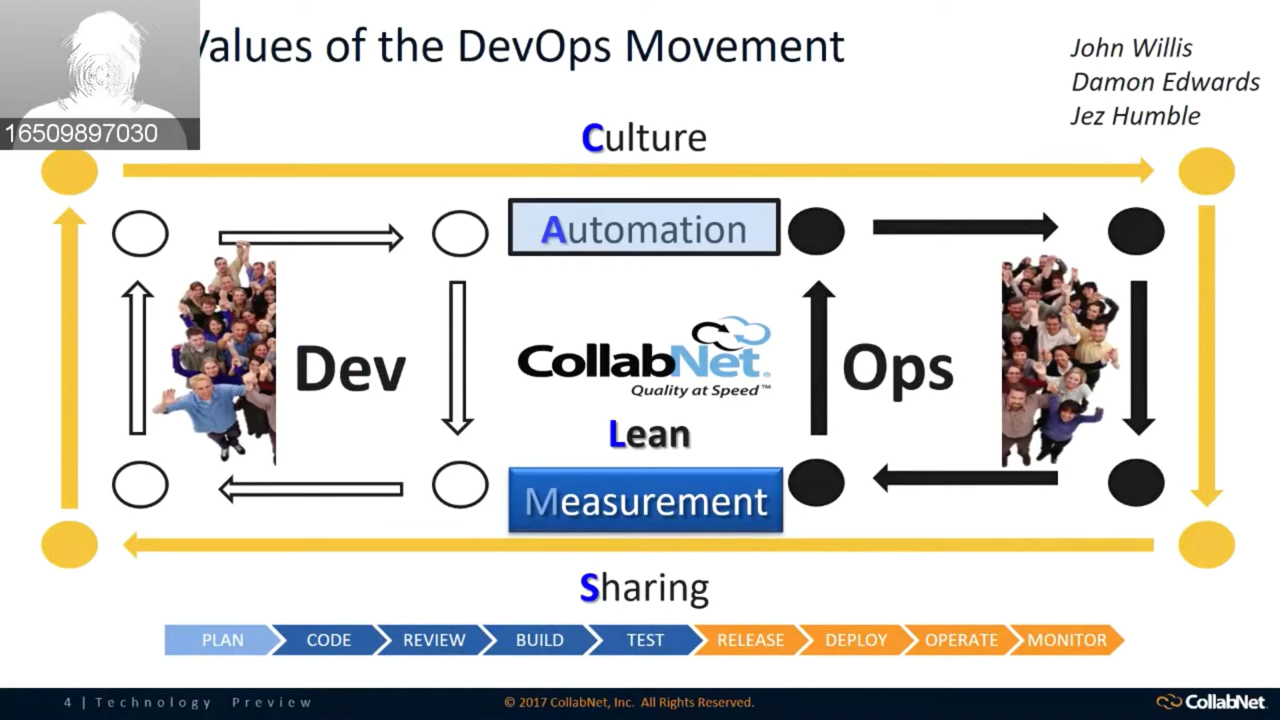 Values of the DevOps Movement
John Willis
Damon Edwards
Jez Humble
16509897030
Culture
Automation
Dev
CollabNet
Quality at Speed™
Ops
Lean
Measurement
Sharing
PLAN CODE REVIEW BUILD TEST RELEASE DEPLOY OPERATE MONITOR
4 | Technology Preview
© 2017 CollabNet, Inc. All Rights Reserved.
CollabNet